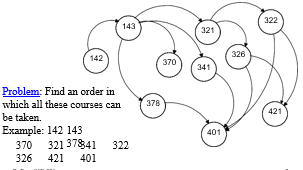 143
322
321
142
326
370
341
378
421
401
Problem: Find an order in
which all these courses can
be taken.
Example: 142 143
378
370 321 341 322
326 421 401